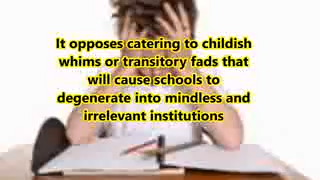 It opposes catering to childish
whims or transitory fads that
will cause schools to
degenerate into mindless and
irrelevant institutions